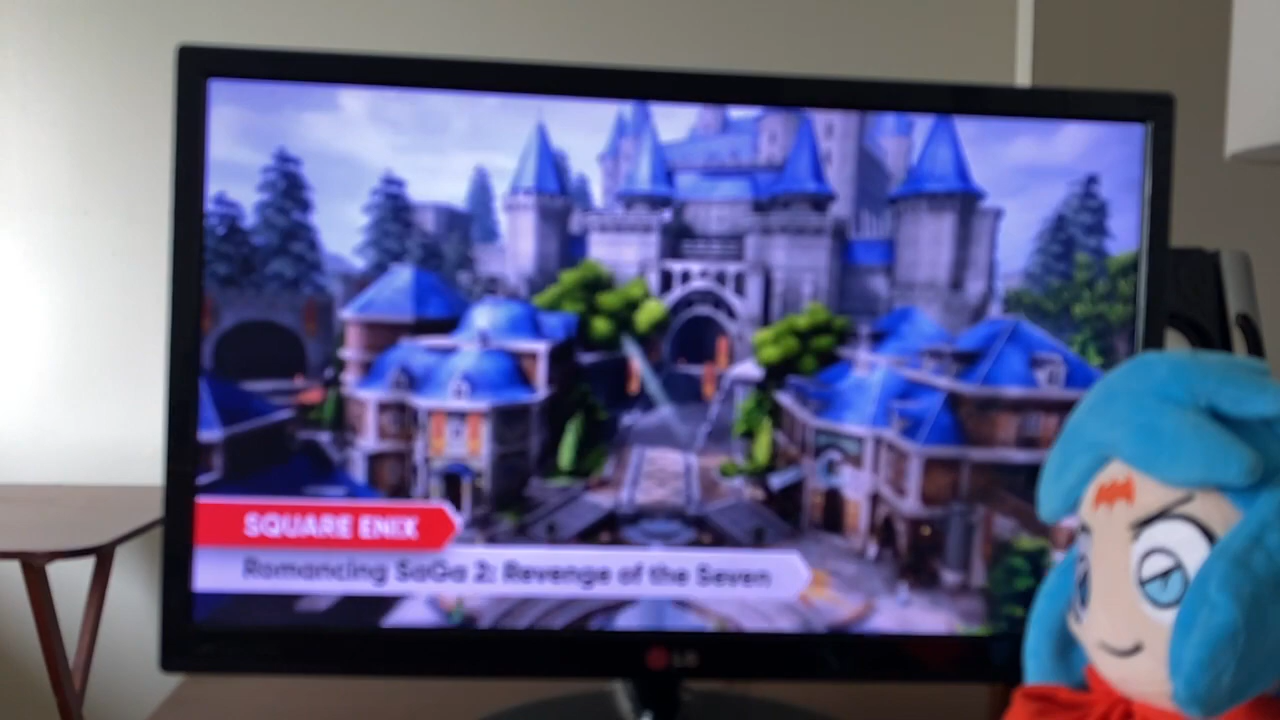 SQUARE ENIX
Romancing SaGa 2: Revenge of the Seven
LG